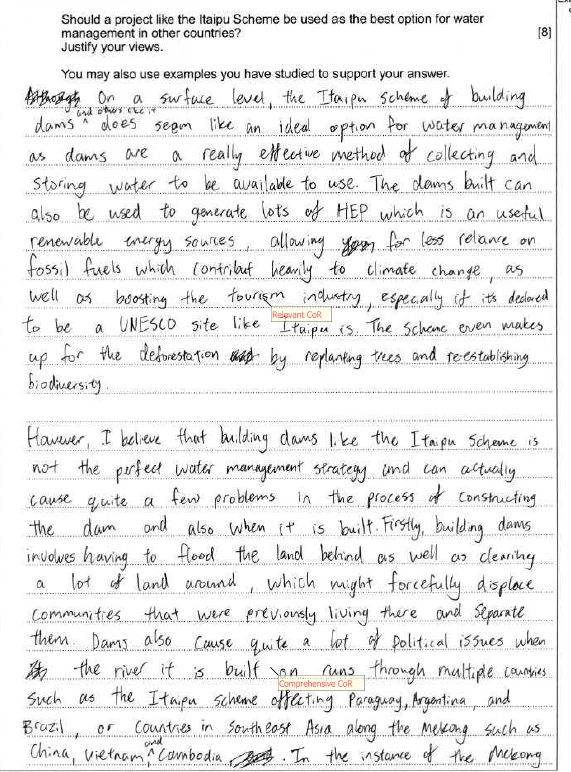 Should a project like the Itaipu Scheme be used as the best option for water
management in other countries? [8]
Justify your views.
You may also use examples you have studied to support your answer.
On a surface level, the Itaipu scheme of building
and other like it
dams ^ does seem like an ideal option for water management
as dams are a really effective method of collecting and
storing water to be available to use. The dams built can
also be used to generate lots of HEP which is an useful
renewable energy sources, allowing for less reliance on
fossil fuels which contribut heavily to climate change, as
well as boosting the tourism industry, especially if its declared
Relevant CoR
to be a UNESCO site like Itaipu is. The scheme even makes
up for the deforestation by replanting trees and re-establishing
biodiversity.
However, I believe that building dams like the Itaipu Scheme is
not the perfect water management strategy and can actually
cause quite a few problems in the process of constructing
the dam and also when it is built. Firstly, building dams
involves having to flood the land behind as well as clearing
a lot of land around, which might forcefully displace
communities that were previously living there and separate
them. Dams also cause quite a lot of political issues when
the river it is built on runs through multiple countries
Comprehensive CoR
such as the Itaipu scheme affecting Paraguay, Argentina, and
Brazil, or countries in Southeast Asia along the Mekong such as
China, Vietnam ^and Cambodia. In the instance of the Mekong